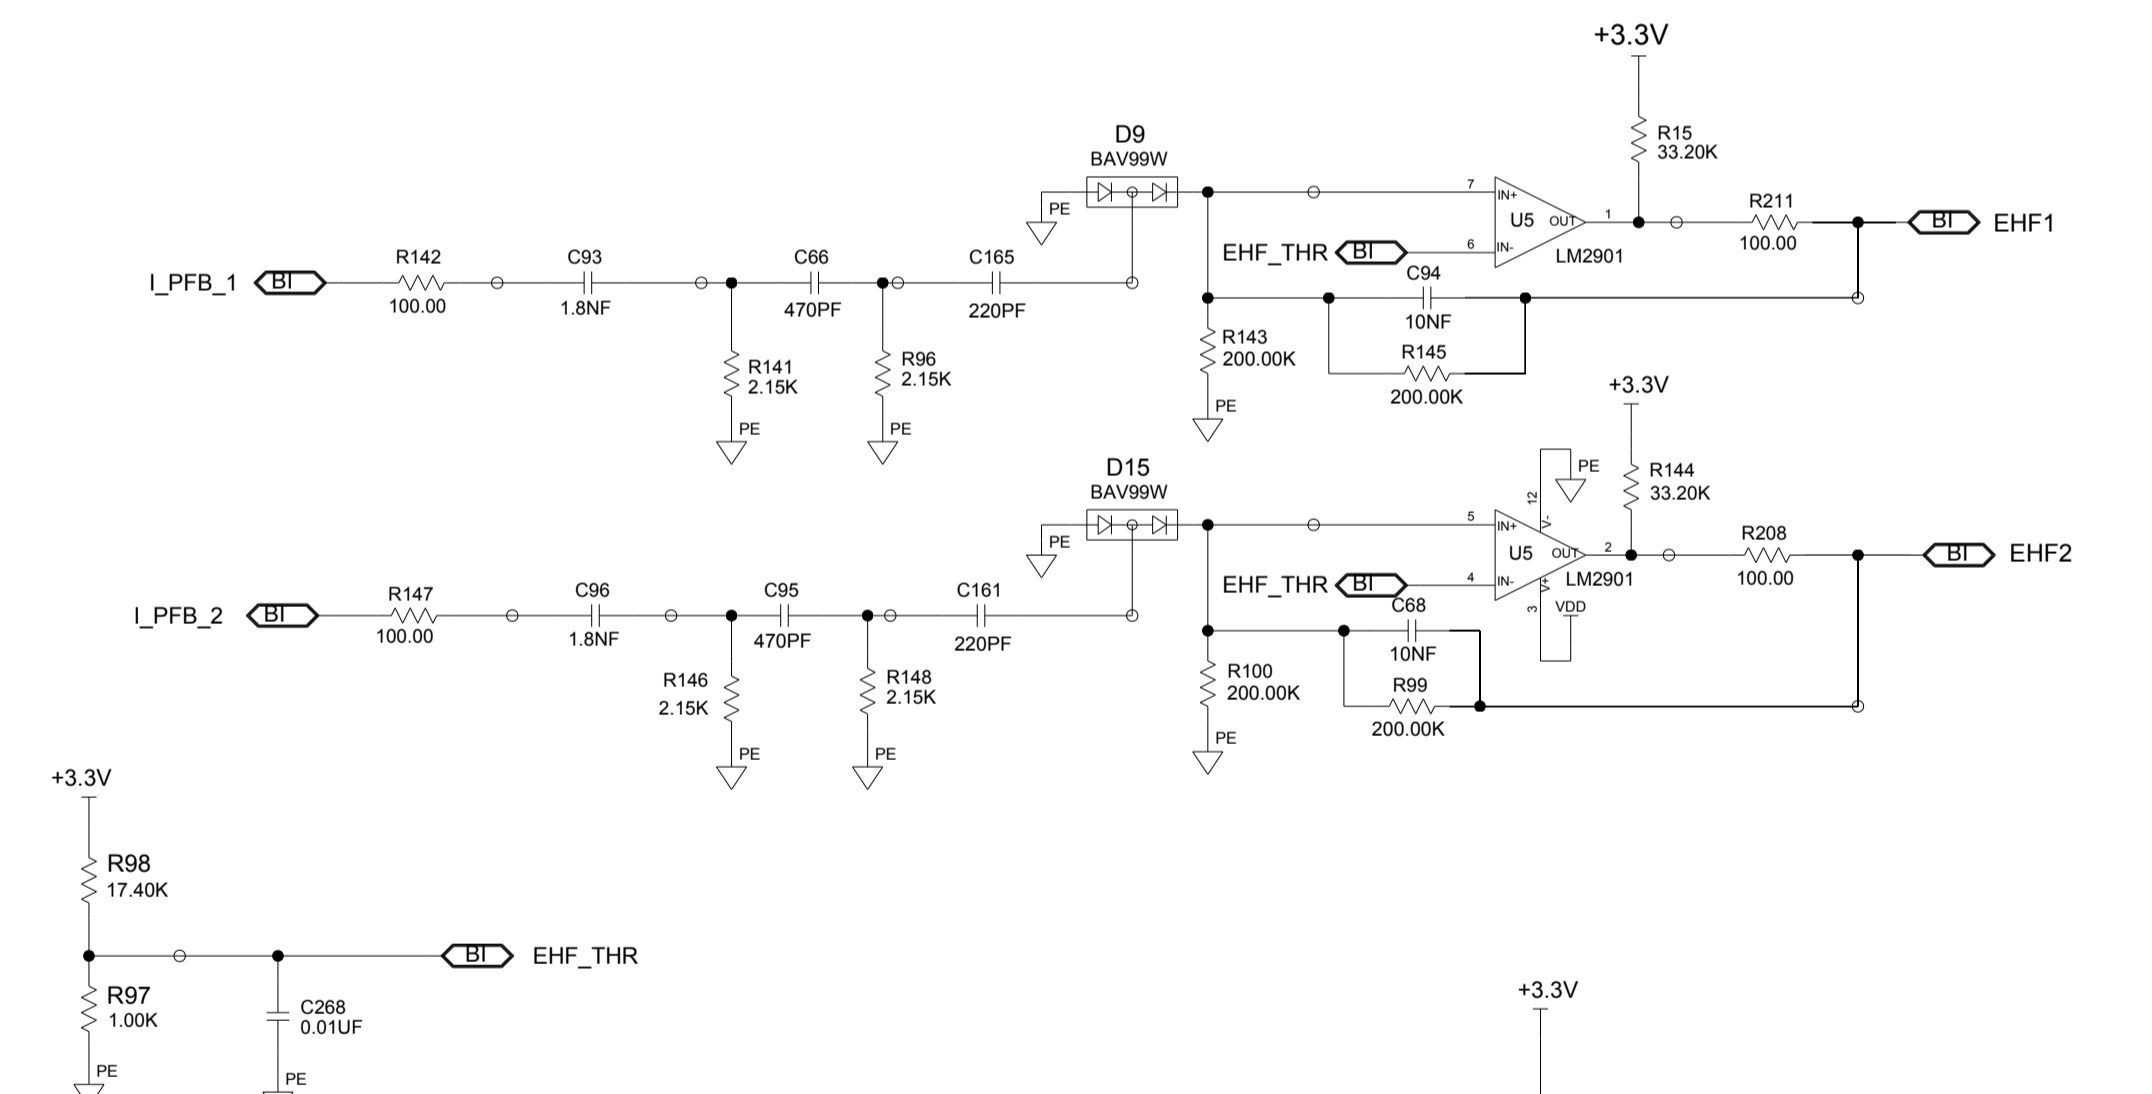 +3.3V
R15
33.20K
D9
BAV99W
PE
7
IN+
U5
OUT
1
6
IN-
LM2901
R211
100.00
BI
EHF1
EHF_THR
BI
I_PFB_1
BI
R142
100.00
C93
1.8NF
C66
470PF
C165
220PF
C94
10NF
R141
2.15K
PE
R96
2.15K
PE
R143
200.00K
PE
R145
200.00K
+3.3V
R144
33.20K
D15
BAV99W
PE
5
IN+
U5
OUT
2
4
IN-
LM2901
12
V-
PE
V+
3
VDD
R208
100.00
BI
EHF2
EHF_THR
BI
I_PFB_2
BI
R147
100.00
C96
1.8NF
C95
470PF
C161
220PF
C68
10NF
R146
2.15K
PE
R148
2.15K
PE
R100
200.00K
PE
R99
200.00K
+3.3V
R98
17.40K
BI
EHF_THR
R97
1.00K
PE
C268
0.01UF
PE
+3.3V